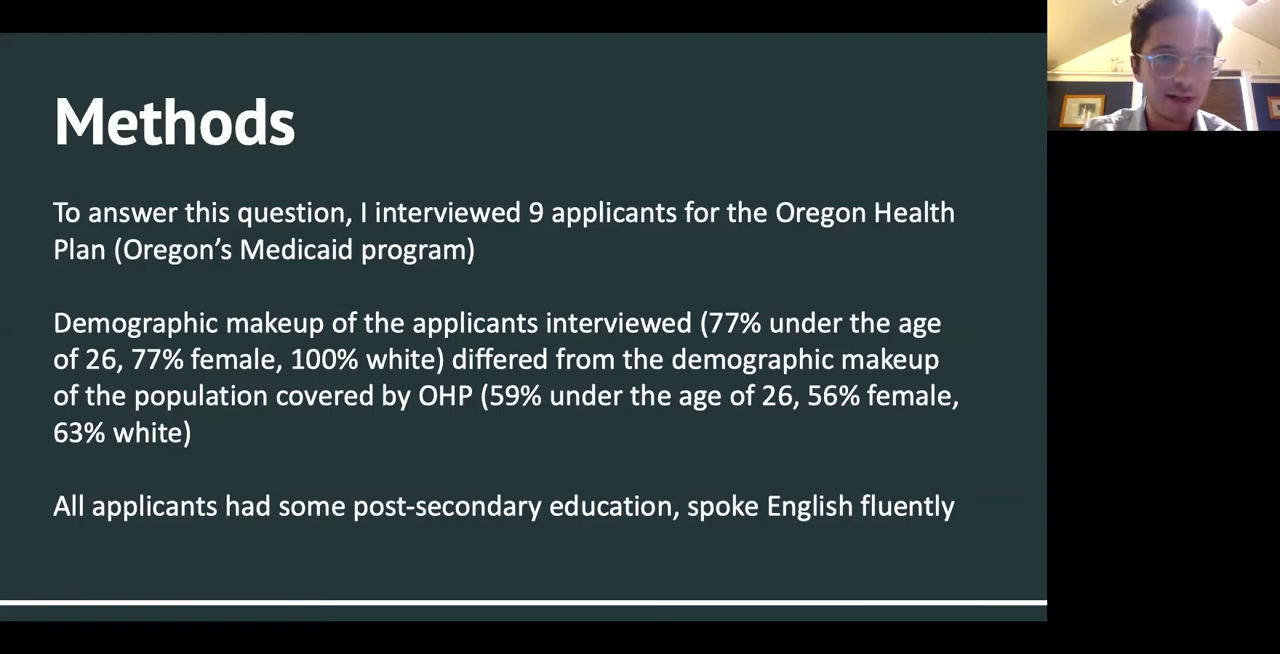 Methods
To answer this question, I interviewed 9 applicants for the Oregon Health
Plan (Oregon’s Medicaid program)
Demographic makeup of the applicants interviewed (77% under the age
of 26, 77% female, 100% white) differed from the demographic makeup
of the population covered by OHP (59% under the age of 26, 56% female,
63% white)
All applicants had some post-secondary education, spoke English fluently